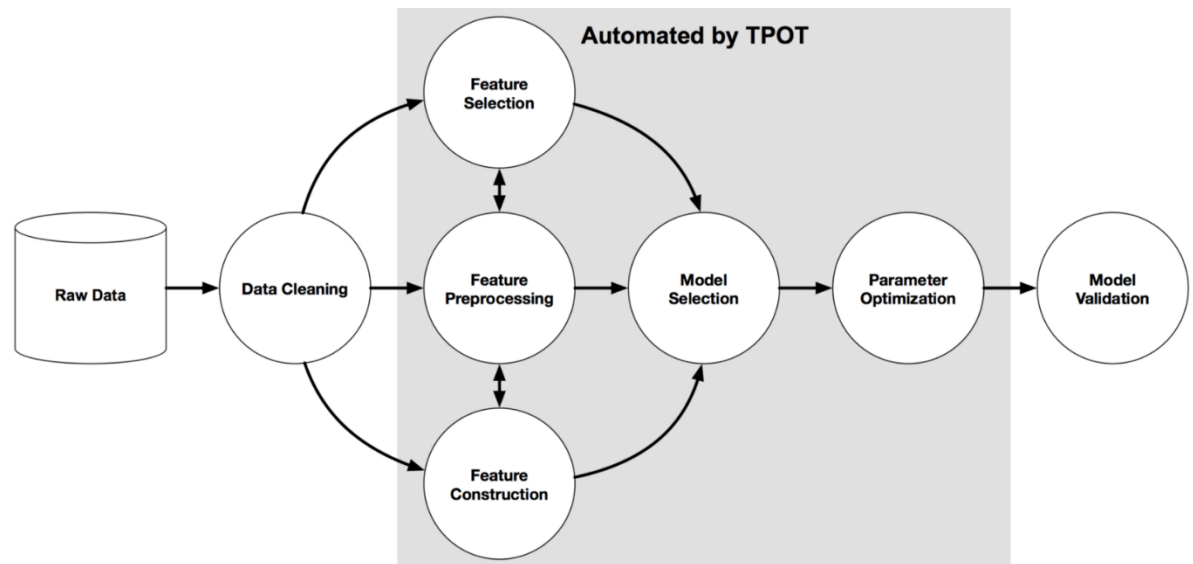 Automated by TPOT
Feature
Selection
Raw Data
Data Cleaning
Feature
Preprocessing
Model
Selection
Parameter
Optimization
Model
Validation
Feature
Construction